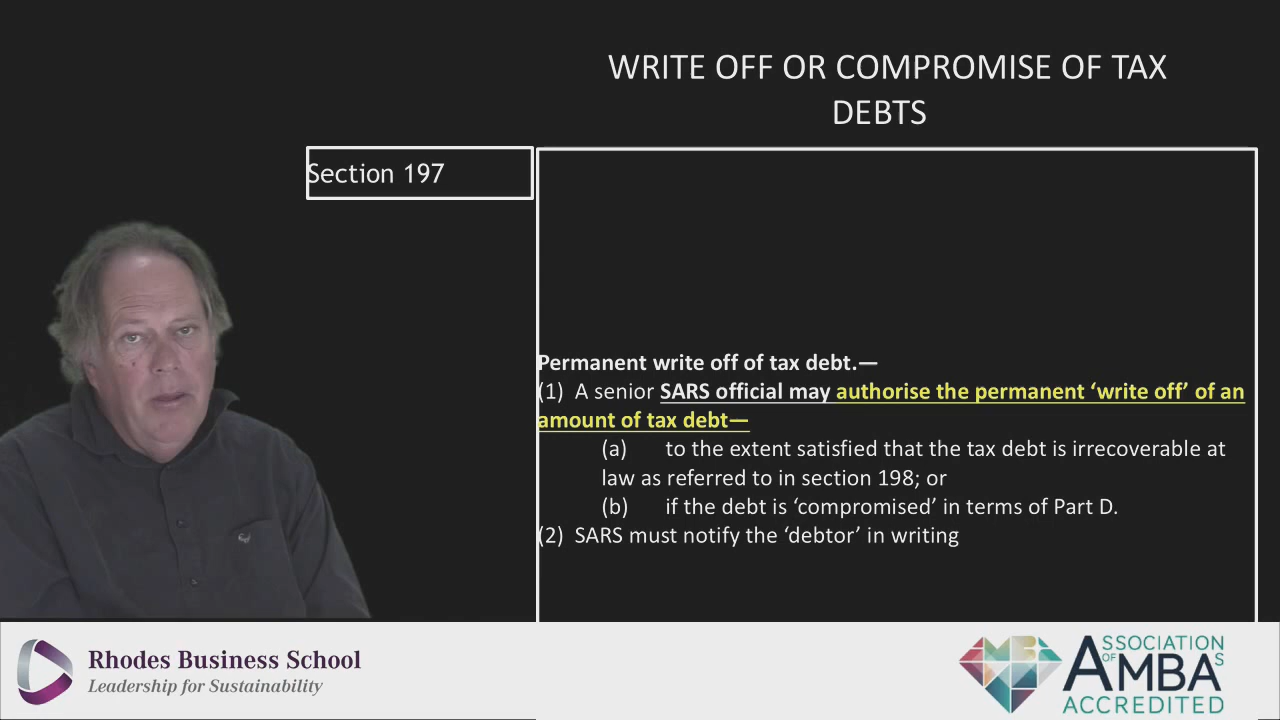 WRITE OFF OR COMPROMISE OF TAX
DEBTS
Section 197
Permanent write off of tax debt.—
(1) A senior SARS official may authorise the permanent ‘write off’ of an
amount of tax debt—
(a) to the extent satisfied that the tax debt is irrecoverable at
law as referred to in section 198; or
(b) if the debt is ‘compromised’ in terms of Part D.
(2) SARS must notify the ‘debtor’ in writing
Rhodes Business School
Leadership for Sustainability
ASSOCIATION
OF AMBAS
ACCREDITED